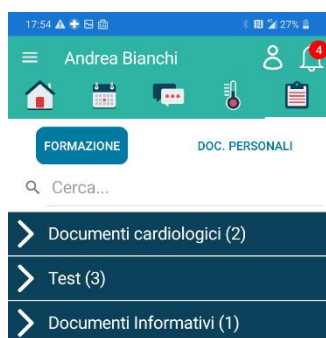 17:54 27%
Andrea Bianchi
4
FORMAZIONE DOC. PERSONALI
Cerca...
Documenti cardiologici (2)
Test (3)
Documenti Informativi (1)